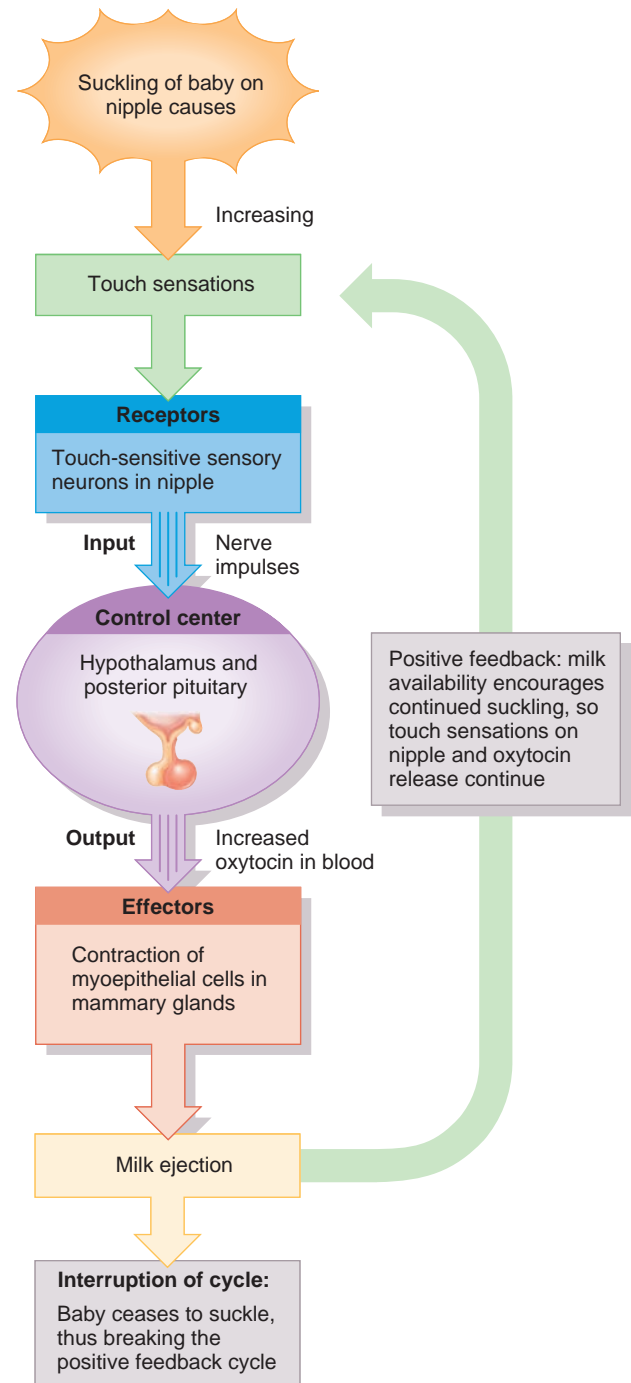 Suckling of baby on
nipple causes
Increasing
Touch sensations
Receptors
Touch-sensitive sensory
neurons in nipple
Input
Nerve
impulses
Control center
Hypothalamus and
posterior pituitary
Output
Increased
oxytocin in blood
Effectors
Contraction of
myoepithelial cells in
mammary glands
Milk ejection
Positive feedback: milk
availability encourages
continued suckling, so
touch sensations on
nipple and oxytocin
release continue
Interruption of cycle:
Baby ceases to suckle,
thus breaking the
positive feedback cycle